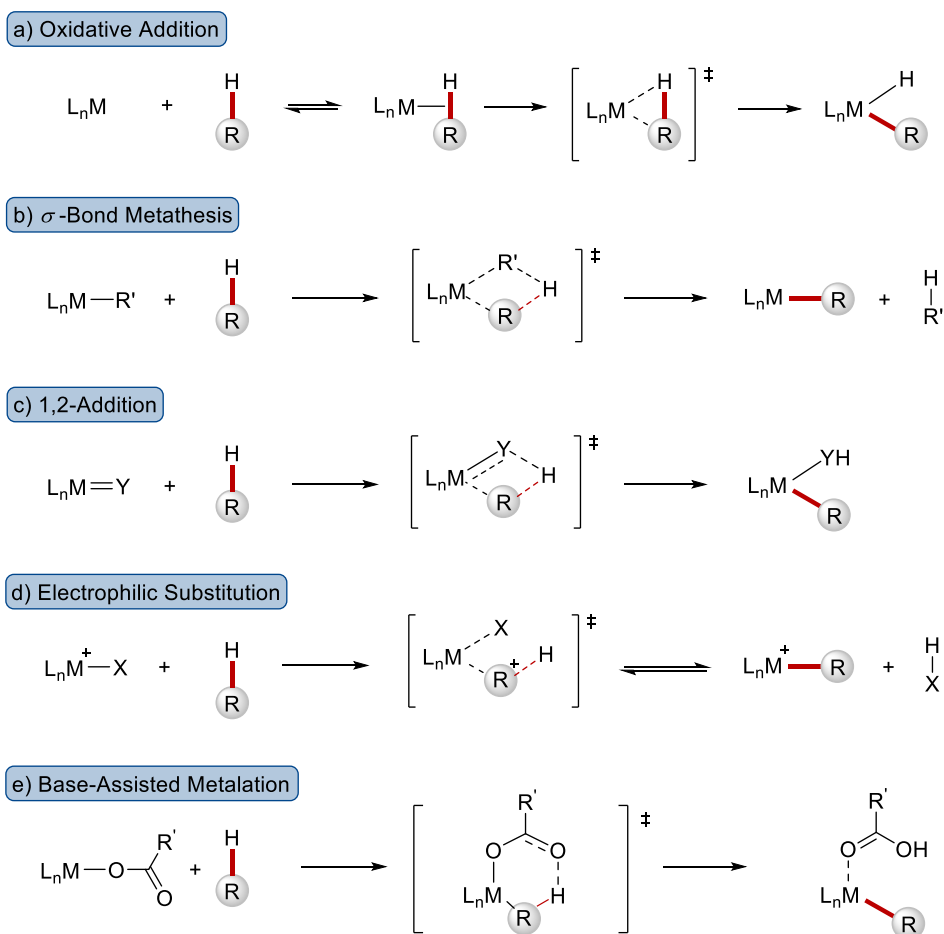 a) Oxidative Addition
LnM + H R LnM H R LnM H R ‡ LnM H R
b) σ-Bond Metathesis
LnM R' + H R LnM R' H R ‡ LnM R + H R'
c) 1,2-Addition
LnM Y + H R LnM Y H R ‡ LnM YH R
d) Electrophilic Substitution
LnM + X + H R LnM X R + H ‡ LnM + R + H X
e) Base-Assisted Metalation
LnM O R' O + H R R' O O LnM H R ‡ R' O OH LnM R